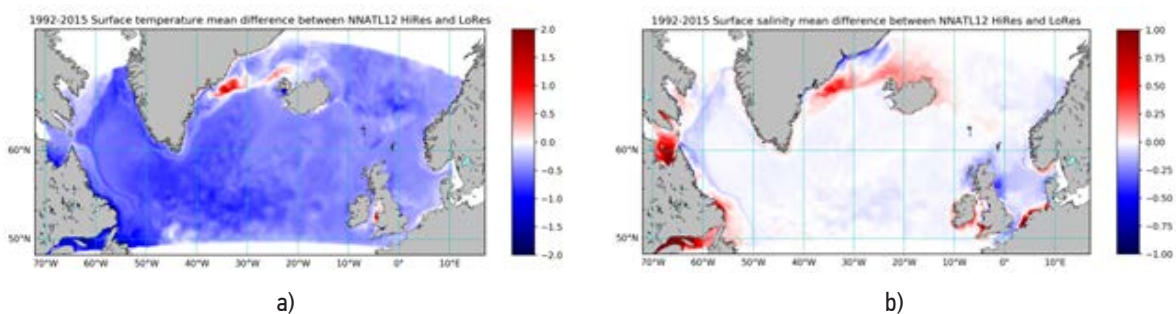 1992-2015 Surface temperature mean difference between NNATL12 HiRes and LoRes
2.0
1.5
1.0
0.5
0.0
−0.5
−1.0
−1.5
−2.0
60°N
50°N
70°W 60°W 50°W 40°W 30°W 20°W 10°W 0° 10°E
a)
1992-2015 Surface salinity mean difference between NNATL12 HiRes and LoRes
1.00
0.75
0.50
0.25
0.00
−0.25
−0.50
−0.75
−1.00
60°N
50°N
70°W 60°W 50°W 40°W 30°W 20°W 10°W 0° 10°E
b)